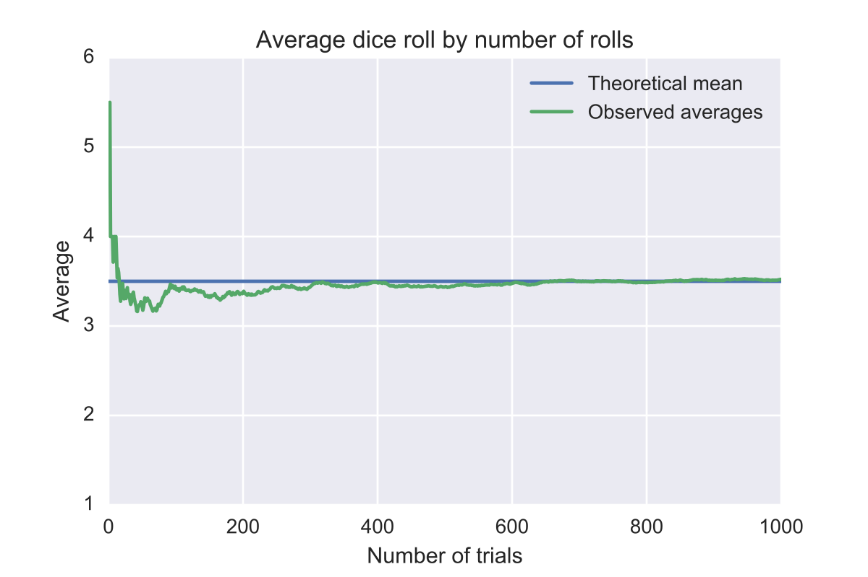 Average dice roll by number of rolls
Theoretical mean
Observed averages
6
5
4
3
2
1
Average
0 200 400 600 800 1000
Number of trials